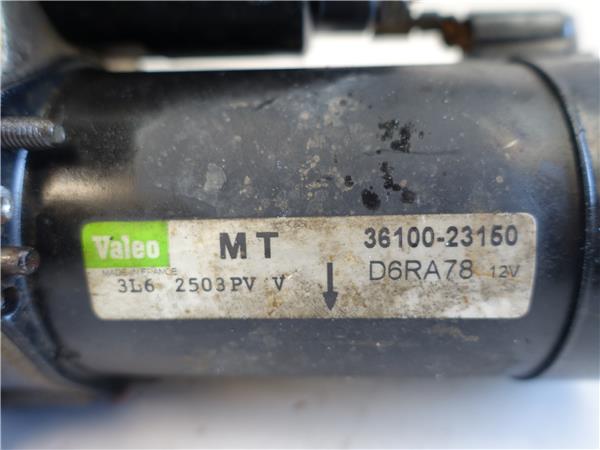 Valeo MT 36100-23150
MADE IN FRANCE D6RA78 12V
3L6 2503PV V